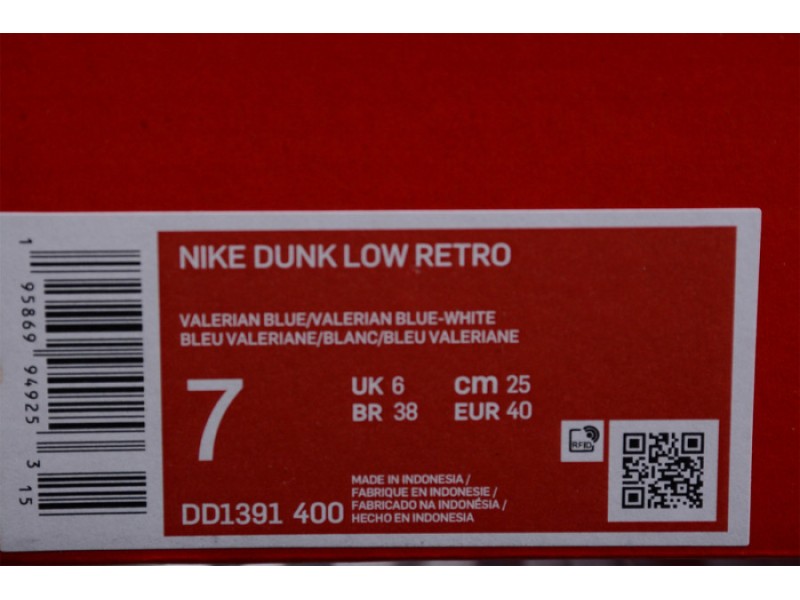 NIKE DUNK LOW RETRO
VALERIAN BLUE/VALERIAN BLUE-WHITE
BLEU VALERIANE/BLANC/BLEU VALERIANE
7
UK 6 cm 25
BR 38 EUR 40
RFID
DD1391 400
MADE IN INDONESIA /
FABRIQUE EN INDONESIE /
FABRICADO NA INDONÉSIA /
HECHO EN INDONESIA
1 95869 94925 3 15